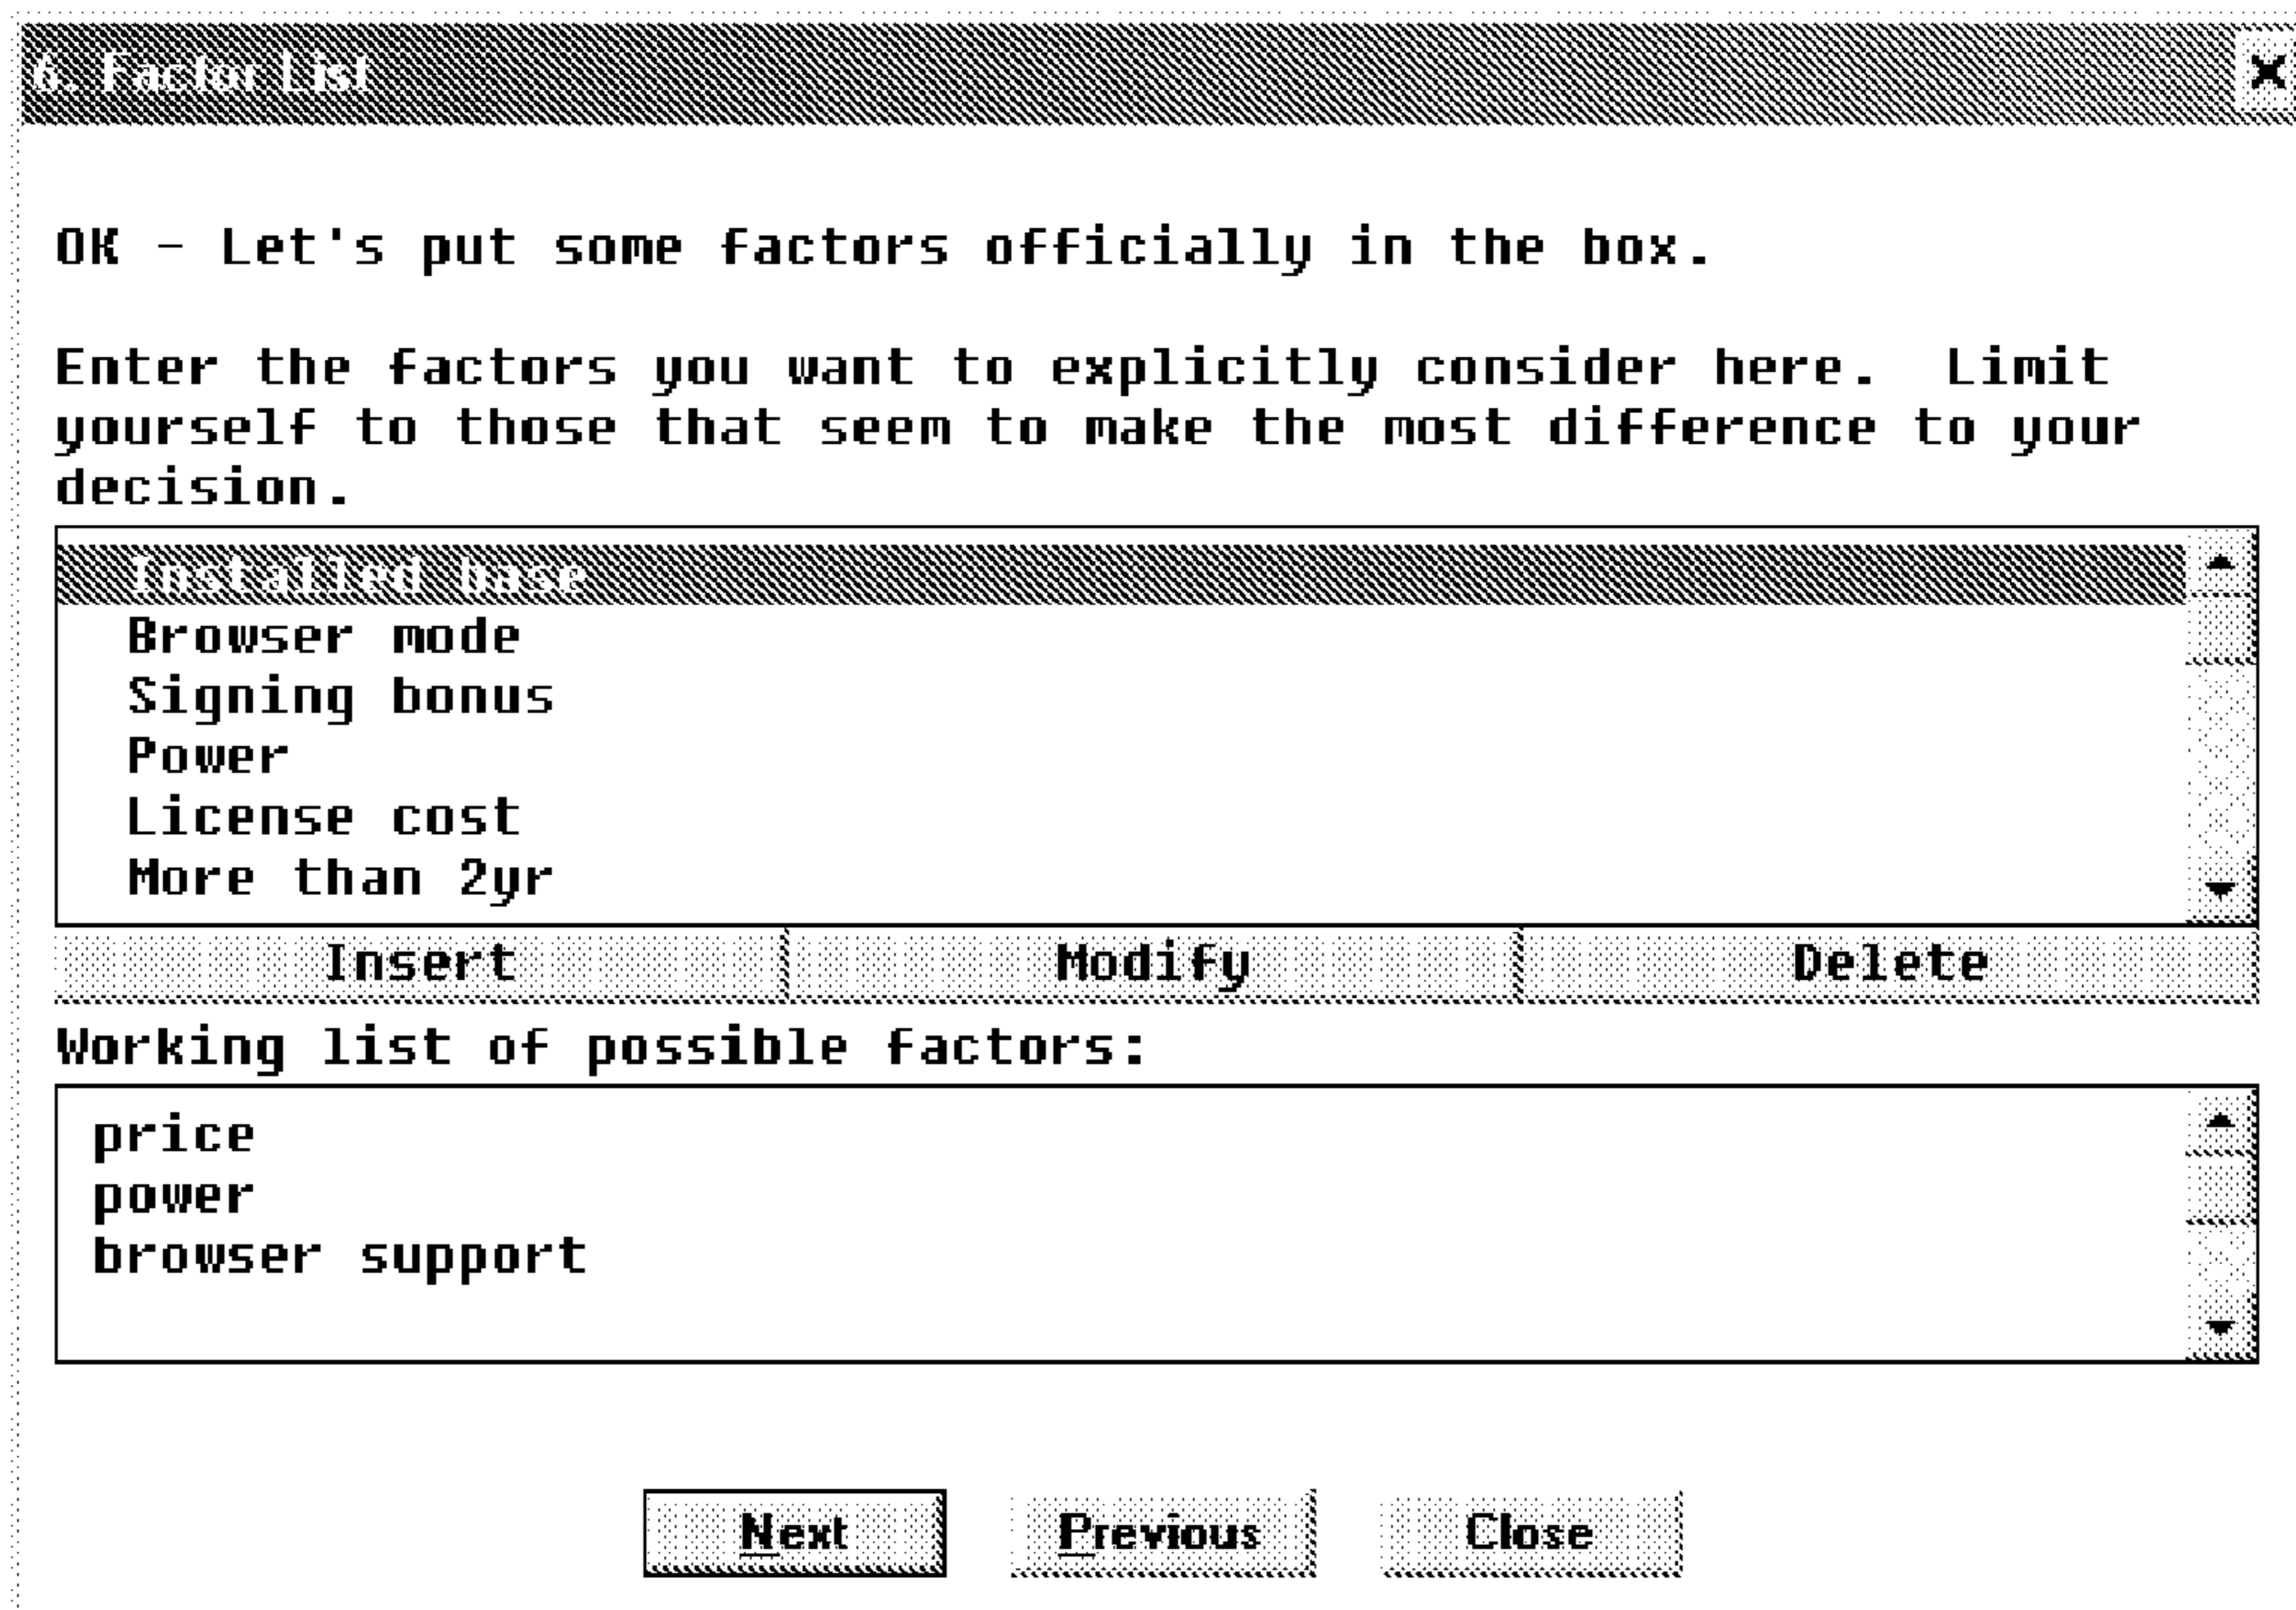 6. Factor List
OK - Let's put some factors officially in the box.
Enter the factors you want to explicitly consider here.  Limit
yourself to those that seem to make the most difference to your
decision.
Installed base
Browser mode
Signing bonus
Power
License cost
More than 2yr
Insert Modify Delete
Working list of possible factors:
price
power
browser support
Next Previous Close